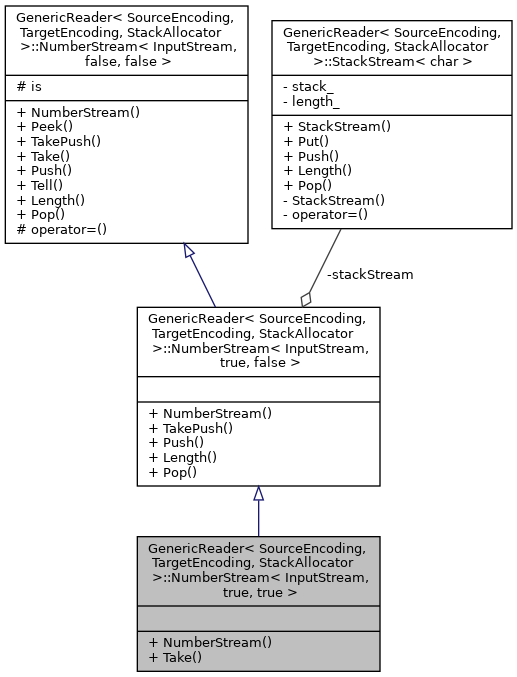 GenericReader< SourceEncoding,
TargetEncoding, StackAllocator
>::NumberStream< InputStream,
false, false >
# is
+ NumberStream()
+ Peek()
+ TakePush()
+ Take()
+ Push()
+ Tell()
+ Length()
+ Pop()
# operator=()
GenericReader< SourceEncoding,
TargetEncoding, StackAllocator
>::StackStream< char >
- stack_
- length_
+ StackStream()
+ Put()
+ Push()
+ Length()
+ Pop()
- StackStream()
- operator=()
-stackStream
GenericReader< SourceEncoding,
TargetEncoding, StackAllocator
>::NumberStream< InputStream,
true, false >
+ NumberStream()
+ TakePush()
+ Push()
+ Length()
+ Pop()
GenericReader< SourceEncoding,
TargetEncoding, StackAllocator
>::NumberStream< InputStream,
true, true >
+ NumberStream()
+ Take()